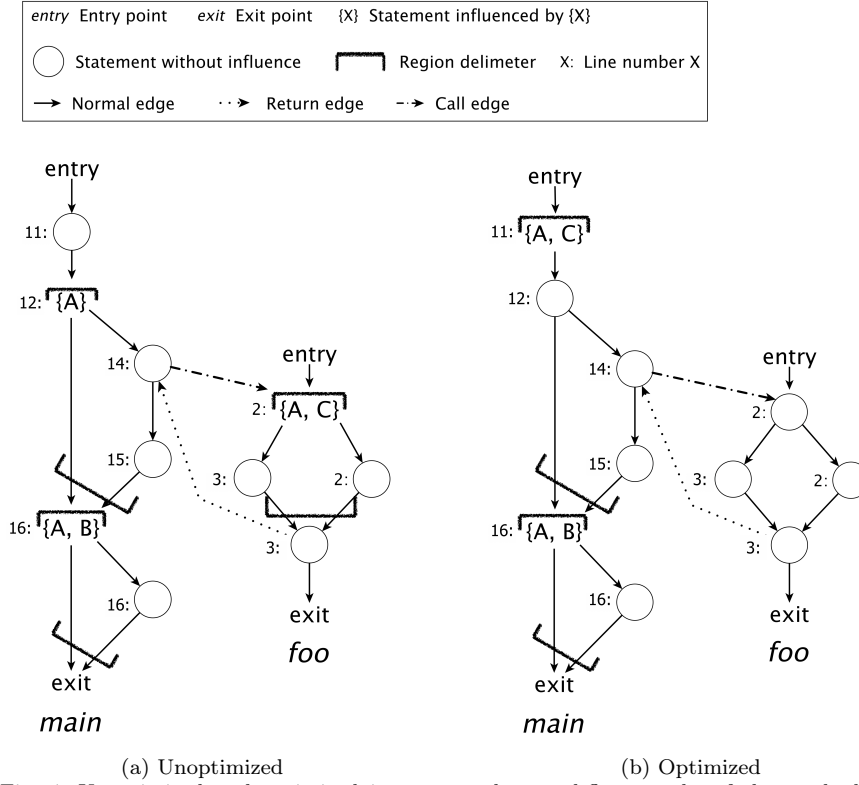 entry Entry point exit Exit point {X} Statement influenced by {X}
Statement without influence Region delimeter X: Line number X
Normal edge Return edge Call edge
entry
11:
12: {A}
14:
15:
16: {A, B}
16:
exit
main
entry
2: {A, C}
3: 2:
3:
exit
foo
(a) Unoptimized
entry
11: {A, C}
12:
14:
15:
16: {A, B}
16:
exit
main
entry
2:
3: 2:
3:
exit
foo
(b) Optimized